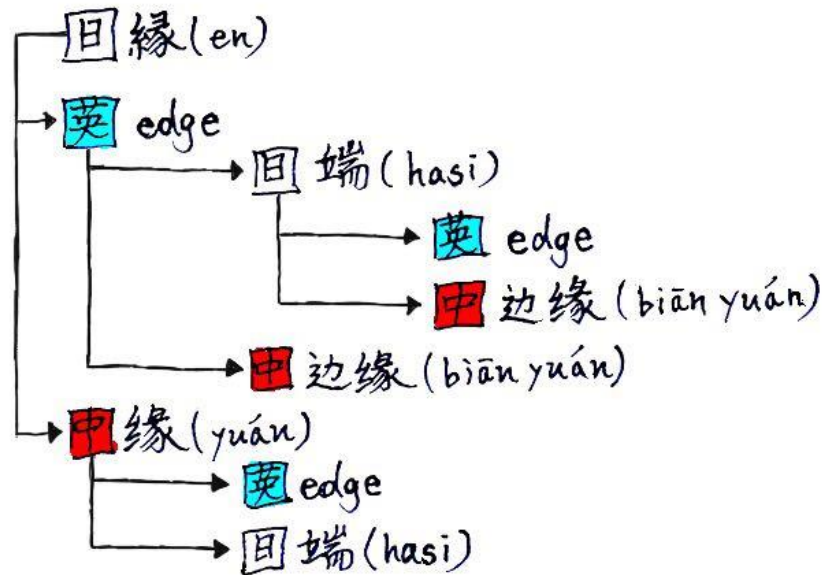 日 縁(en)
英 edge
日 端(hasi)
英 edge
中 边缘(biān yuán)
中 边缘(biān yuán)
中 缘(yuán)
英 edge
日 端(hasi)